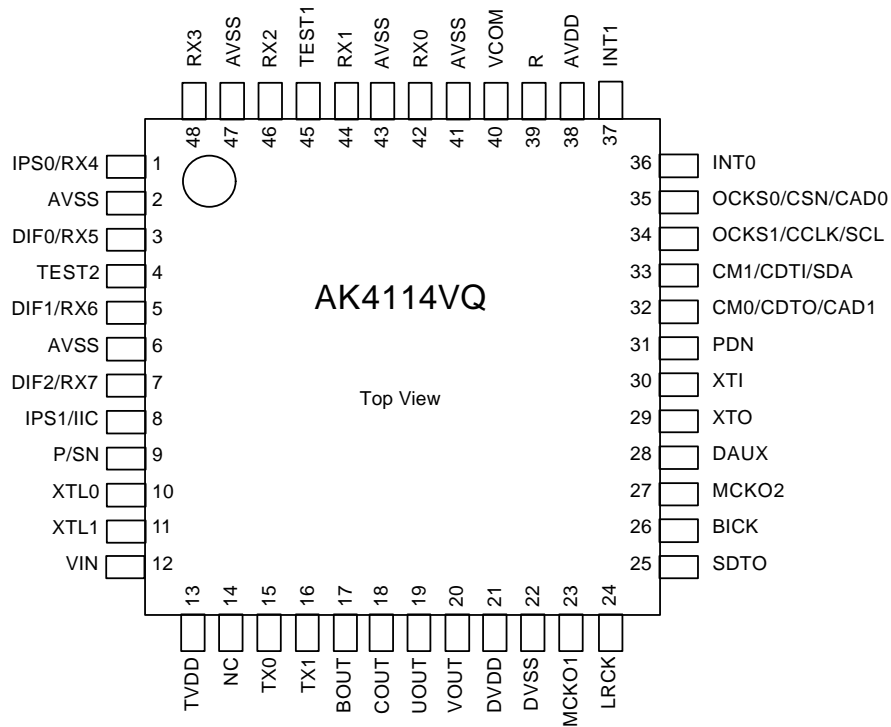 RX3 AVSS RX2 TEST1 RX1 AVSS RX0 AVSS VCOM R AVDD INT1
48 47 46 45 44 43 42 41 40 39 38 37
IPS0/RX4 1
AVSS 2
DIF0/RX5 3
TEST2 4
DIF1/RX6 5
AVSS 6
DIF2/RX7 7
IPS1/IIC 8
P/SN 9
XTL0 10
XTL1 11
VIN 12
AK4114VQ
Top View
36 INT0
35 OCKS0/CSN/CAD0
34 OCKS1/CCLK/SCL
33 CM1/CDTI/SDA
32 CM0/CDTO/CAD1
31 PDN
30 XTI
29 XTO
28 DAUX
27 MCKO2
26 BICK
25 SDTO
13 14 15 16 17 18 19 20 21 22 23 24
TVDD NC TX0 TX1 BOUT COUT UOUT VOUT DVDD DVSS MCKO1 LRCK